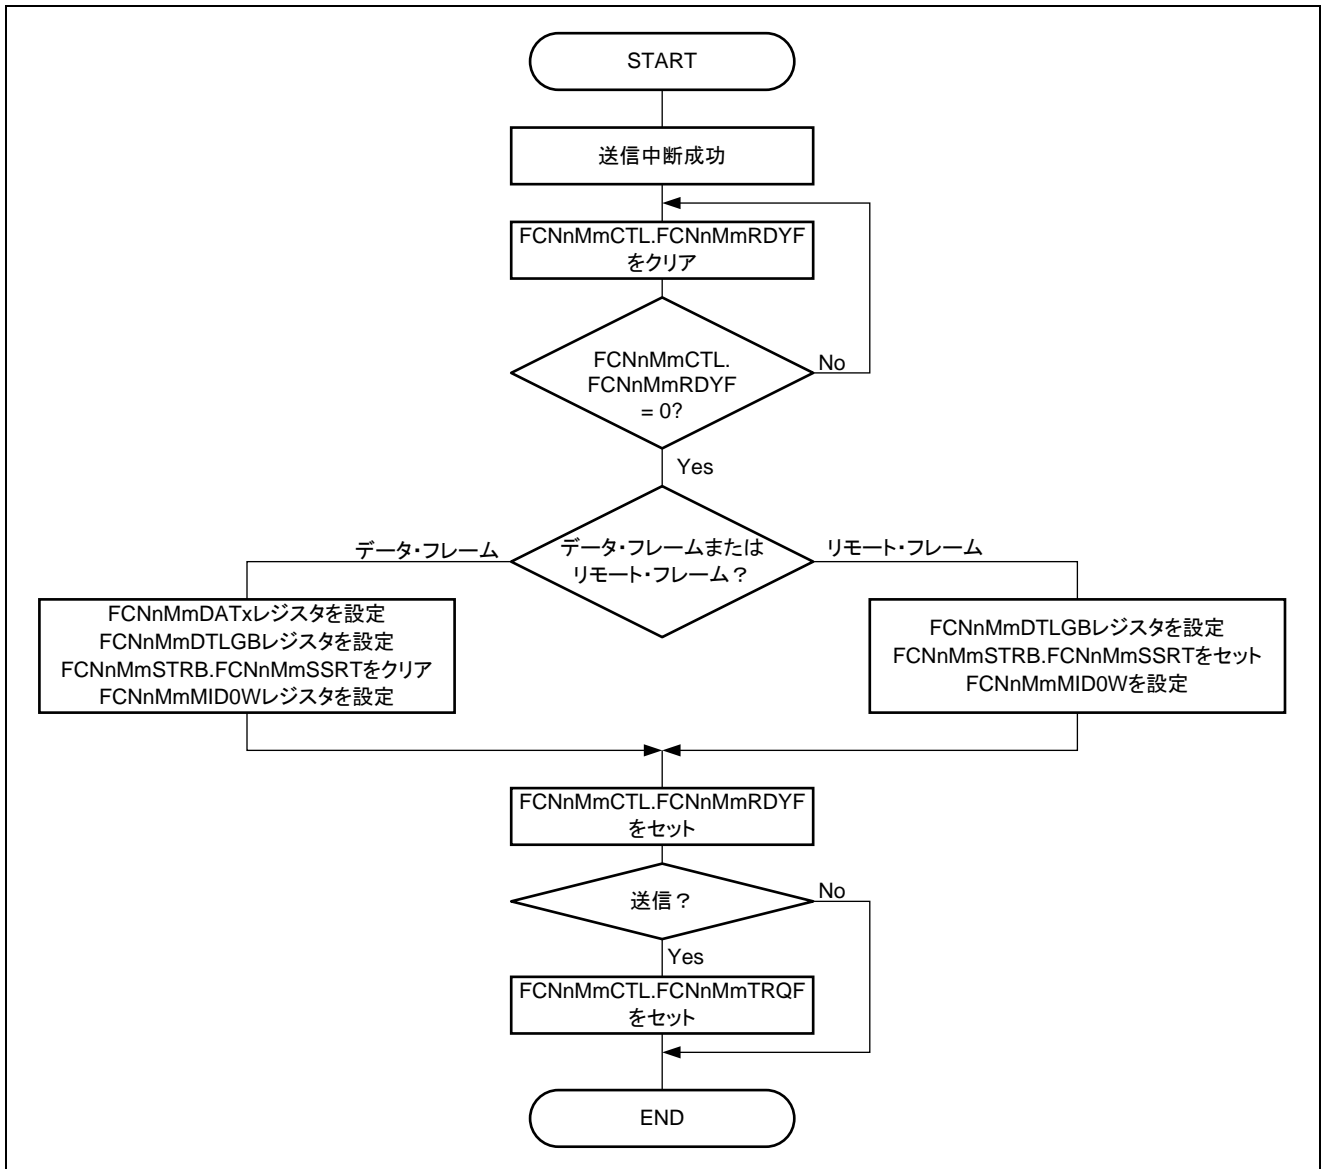 START
送信中断成功
FCNnMmCTL.FCNnMmRDYF
をクリア
FCNnMmCTL.
FCNnMmRDYF
= 0?
No
Yes
データ・フレーム
データ・フレームまたは
リモート・フレーム？
リモート・フレーム
FCNnMmDATxレジスタを設定
FCNnMmDTLGBレジスタを設定
FCNnMmSTRB.FCNnMmSSRTをクリア
FCNnMmMID0Wレジスタを設定
FCNnMmDTLGBレジスタを設定
FCNnMmSTRB.FCNnMmSSRTをセット
FCNnMmMID0Wを設定
FCNnMmCTL.FCNnMmRDYF
をセット
送信？
No
Yes
FCNnMmCTL.FCNnMmTRQF
をセット
END